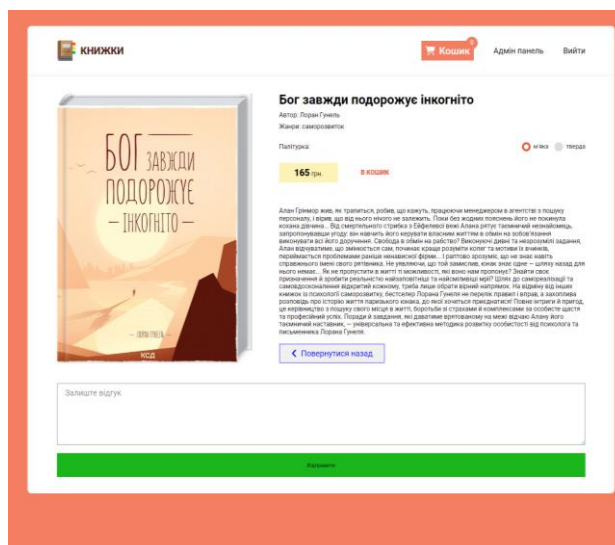 КНИЖКИ
Кошик
0
Адмін панель
Вийти
БОГ ЗАВЖДИ
ПОДОРОЖУЄ
— ІНКОГНІТО —
— ЛОРАН ГУНЕЛЬ —
КСД
Бог завжди подорожує інкогніто
Автор: Лоран Гунель
Жанри: саморозвиток
Палітурка:
м'яка
тверда
165 грн.
В КОШИК
Алан Грінмор жив, як трапиться, робив, що кажуть, працюючи менеджером в агентстві з пошуку
персоналу, і вірив, що від нього нічого не залежить. Поки без жодних пояснень його не покинула
кохана дівчина... Від смертельного стрибка з Ейфелевої вежі Алана рятує таємничий незнайомець,
запропонувавши угоду: він навчить його керувати власним життям в обмін на зобов'язання
виконувати всі його доручення. Свобода в обмін на рабство? Виконуючі дивні та незрозумілі завдання,
Алан відчуватиме, що змінюється сам, починає краще розуміти колег та мотиви їх вчинків,
переймається проблемами раніше ненависної фірми... І раптово зрозуміє, що не знає навіть
справжнього імені свого рятівника. Не уявляючи, що той замислив, юнак знає одне — шляху назад для
нього немає... Як не пропустити в житті ті можливості, які воно нам пропонує? Знайти своє
призначення й зробити реальністю найзаповітніші та найсміливіші мрії? Шлях до самореалізації та
самовдосконалення відкритий кожному, треба лише обрати вірний напрямок. На відміну від інших
книжок із психології саморозвитку, бестселер Лорана Гунеля не перелік правил і вправ, а захоплива
розповідь про історію життя паризького юнака, до якої хочеться приєднатися! Повне інтриги й пригод,
це керівництво з пошуку свого місця в житті, боротьби зі страхами й комплексами за особисте щастя
та професійний успіх. Поради й завдання, які даватиме врятованому на межі відчаю Алану його
таємничий наставник, — універсальна та ефективна методика розвитку особистості від психолога та
письменника Лорана Гунеля.
Повернутися назад
Залиште відгук
Відправити